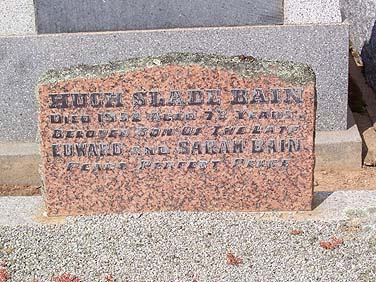 HUGH SLADE BAIN
DIED AGED YEARS
BELOVED SON OF THE LATE
EDWARD AND SARAH BAIN
PEACE PERFECT PEACE